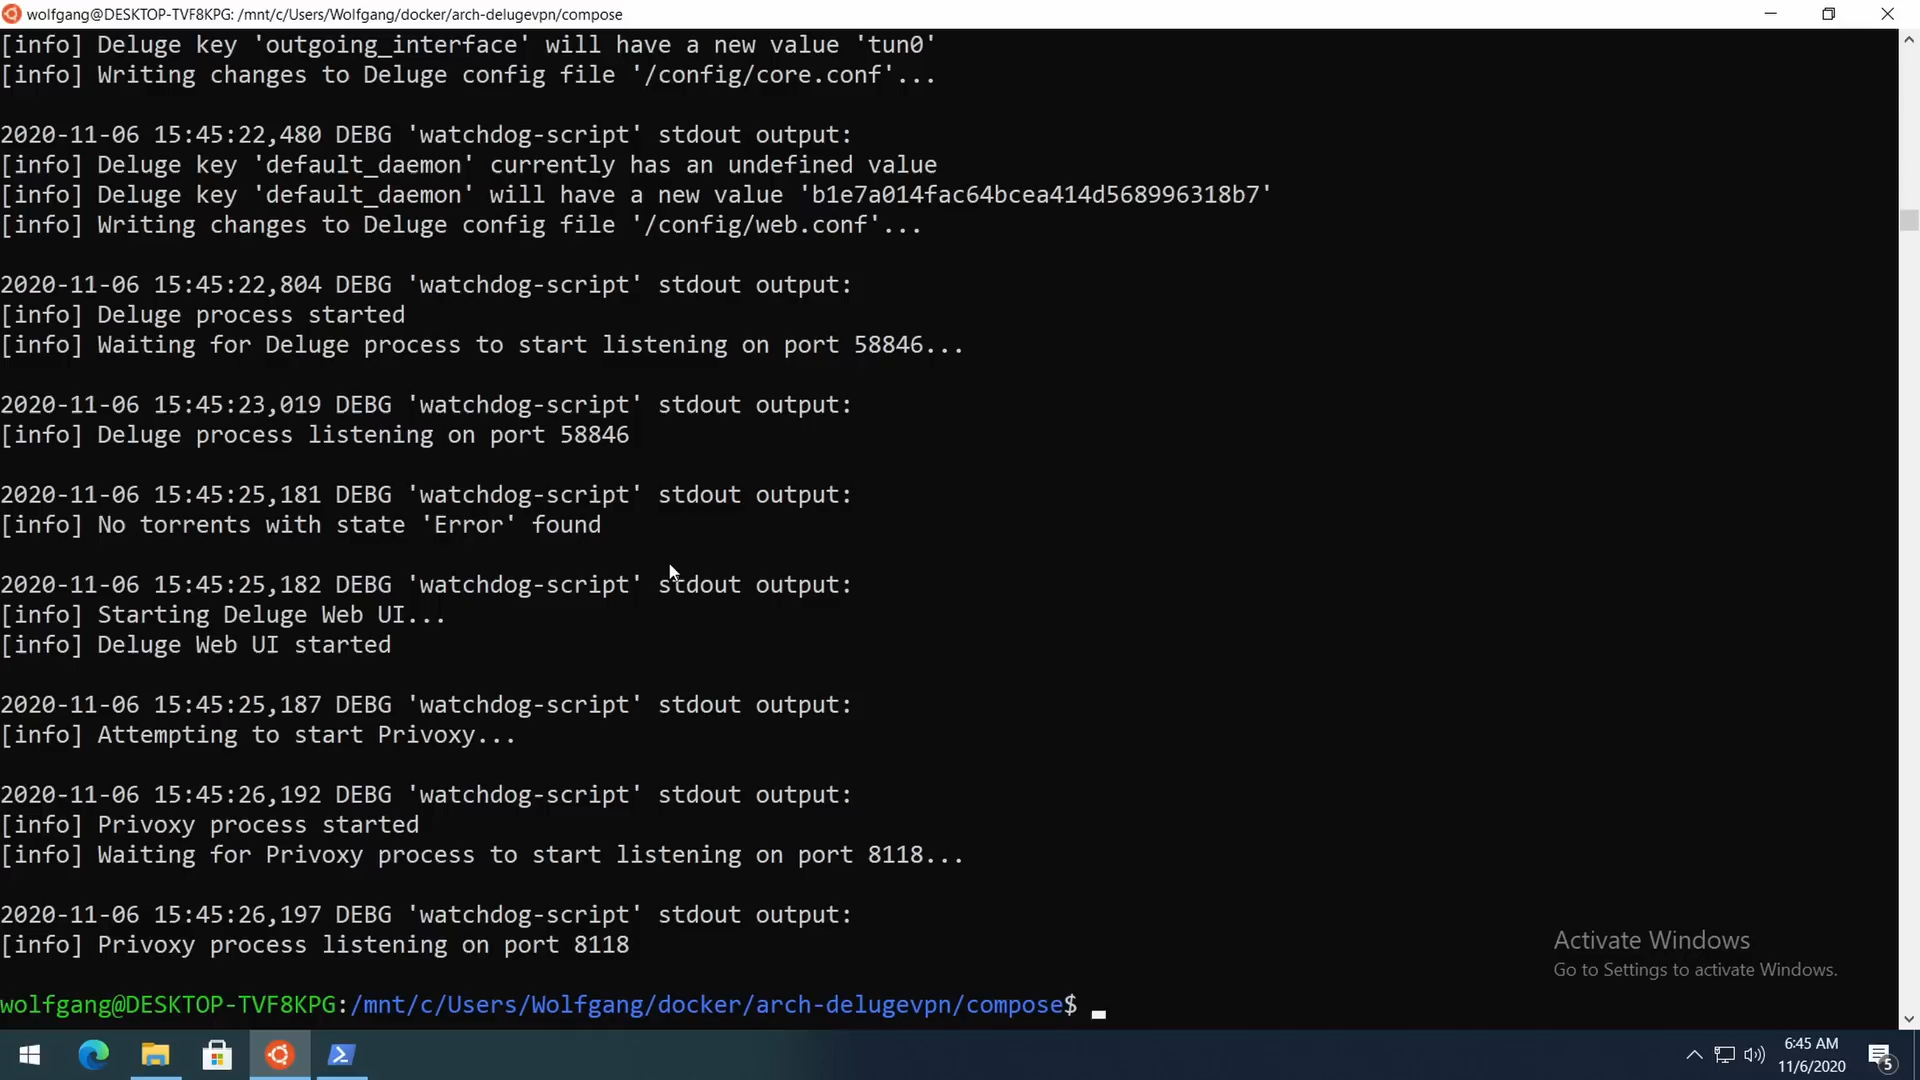 wolfgang@DESKTOP-TVF8KPG: /mnt/c/Users/Wolfgang/docker/arch-delugevpn/compose
[info] Deluge key 'outgoing_interface' will have a new value 'tun0'
[info] Writing changes to Deluge config file '/config/core.conf'...
2020-11-06 15:45:22,480 DEBG 'watchdog-script' stdout output:
[info] Deluge key 'default_daemon' currently has an undefined value
[info] Deluge key 'default_daemon' will have a new value 'b1e7a014fac64bcea414d568996318b7'
[info] Writing changes to Deluge config file '/config/web.conf'...
2020-11-06 15:45:22,804 DEBG 'watchdog-script' stdout output:
[info] Deluge process started
[info] Waiting for Deluge process to start listening on port 58846...
2020-11-06 15:45:23,019 DEBG 'watchdog-script' stdout output:
[info] Deluge process listening on port 58846
2020-11-06 15:45:25,181 DEBG 'watchdog-script' stdout output:
[info] No torrents with state 'Error' found
2020-11-06 15:45:25,182 DEBG 'watchdog-script' stdout output:
[info] Starting Deluge Web UI...
[info] Deluge Web UI started
2020-11-06 15:45:25,187 DEBG 'watchdog-script' stdout output:
[info] Attempting to start Privoxy...
2020-11-06 15:45:26,192 DEBG 'watchdog-script' stdout output:
[info] Privoxy process started
[info] Waiting for Privoxy process to start listening on port 8118...
2020-11-06 15:45:26,197 DEBG 'watchdog-script' stdout output:
[info] Privoxy process listening on port 8118
Activate Windows
Go to Settings to activate Windows.
wolfgang@DESKTOP-TVF8KPG:/mnt/c/Users/Wolfgang/docker/arch-delugevpn/compose$
6:45 AM
11/6/2020
5